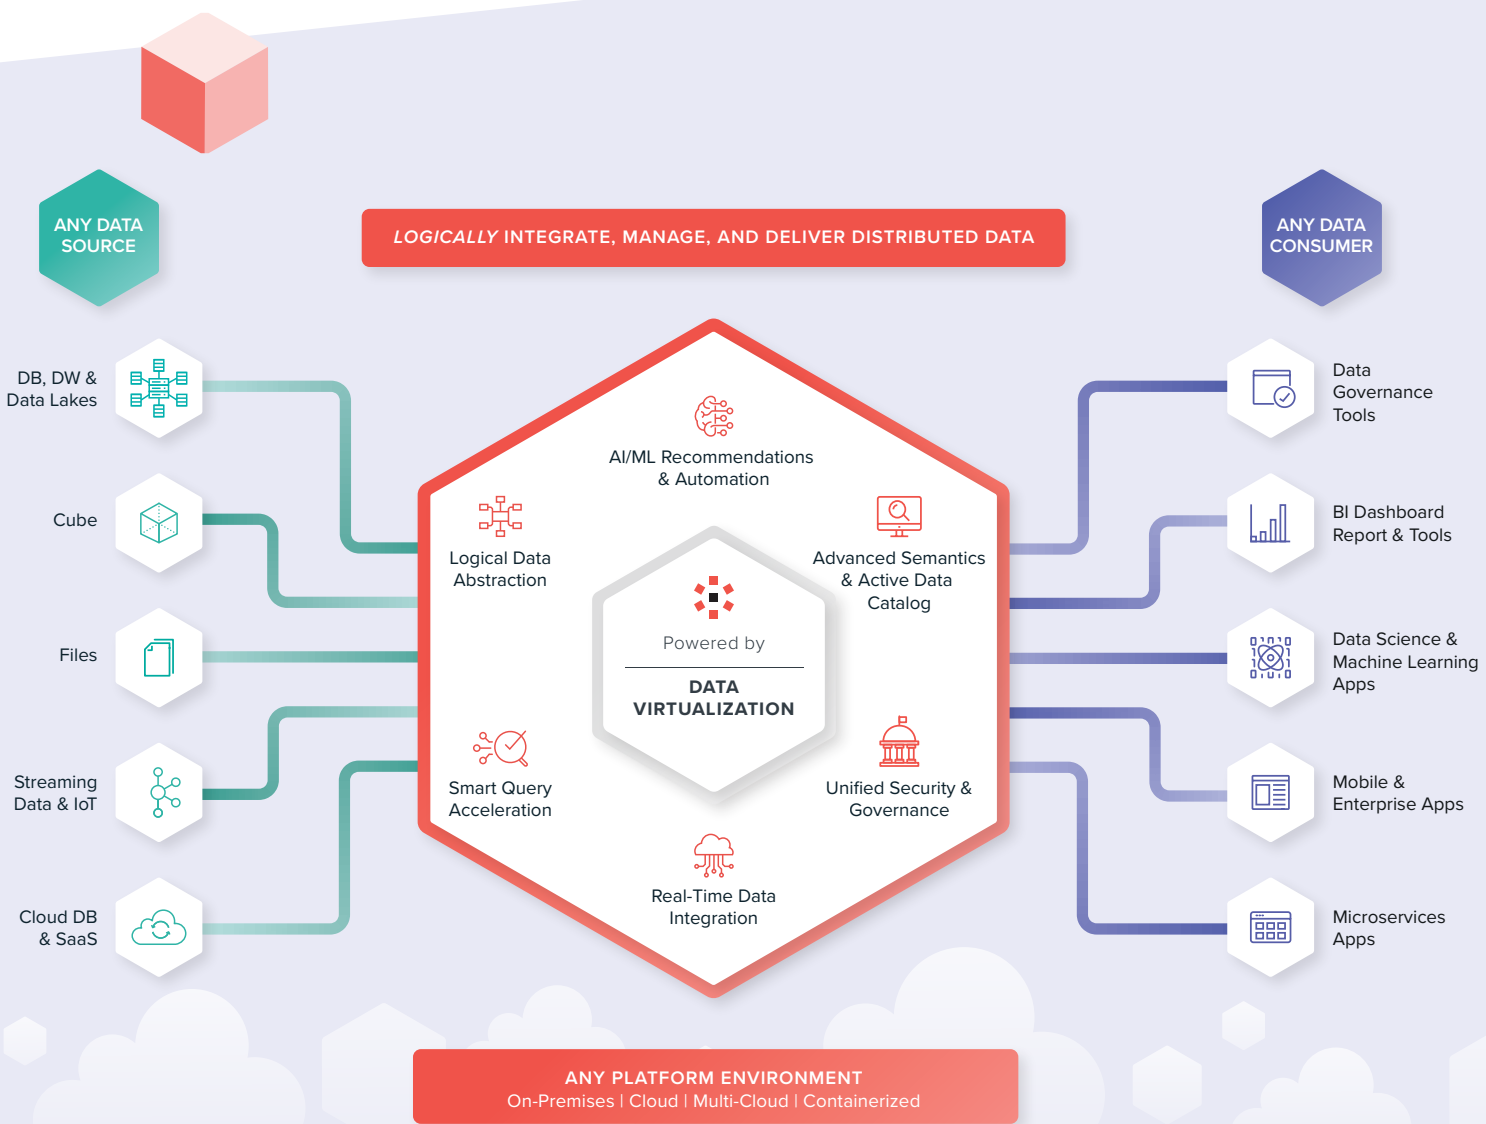 ANY DATA
SOURCE
LOGICALLY INTEGRATE, MANAGE, AND DELIVER DISTRIBUTED DATA
ANY DATA
CONSUMER
DB, DW &
Data Lakes
Cube
Files
Streaming
Data & IoT
Cloud DB
& SaaS
AI/ML Recommendations
& Automation
Logical Data
Abstraction
Advanced Semantics
& Active Data
Catalog
Powered by
DATA
VIRTUALIZATION
Smart Query
Acceleration
Unified Security &
Governance
Real-Time Data
Integration
Data
Governance
Tools
BI Dashboard
Report & Tools
Data Science &
Machine Learning
Apps
Mobile &
Enterprise Apps
Microservices
Apps
ANY PLATFORM ENVIRONMENT
On-Premises | Cloud | Multi-Cloud | Containerized